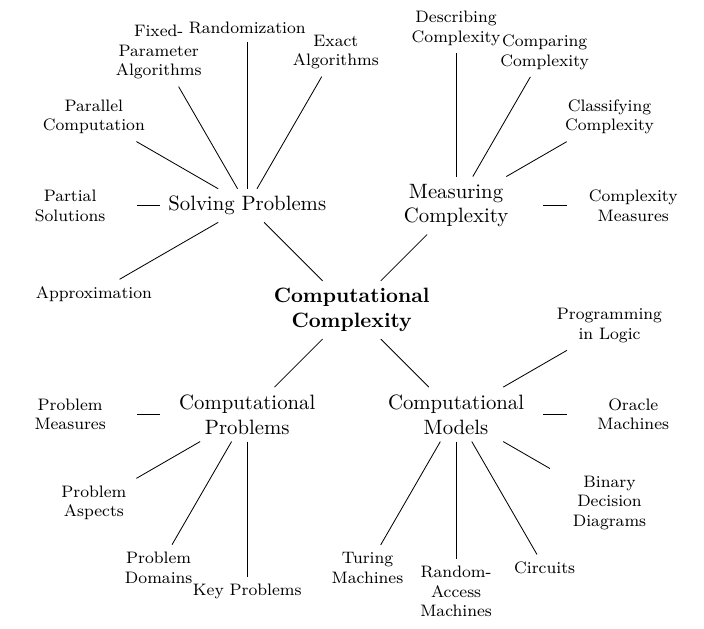 Describing
Complexity
Fixed-
Parameter
Algorithms
Randomization
Exact
Algorithms
Comparing
Complexity
Parallel
Computation
Classifying
Complexity
Partial
Solutions
Solving Problems
Measuring
Complexity
Complexity
Measures
Approximation
Computational
Complexity
Programming
in Logic
Problem
Measures
Computational
Problems
Computational
Models
Oracle
Machines
Problem
Aspects
Binary
Decision
Diagrams
Problem
Domains
Key Problems
Turing
Machines
Random-
Access
Machines
Circuits